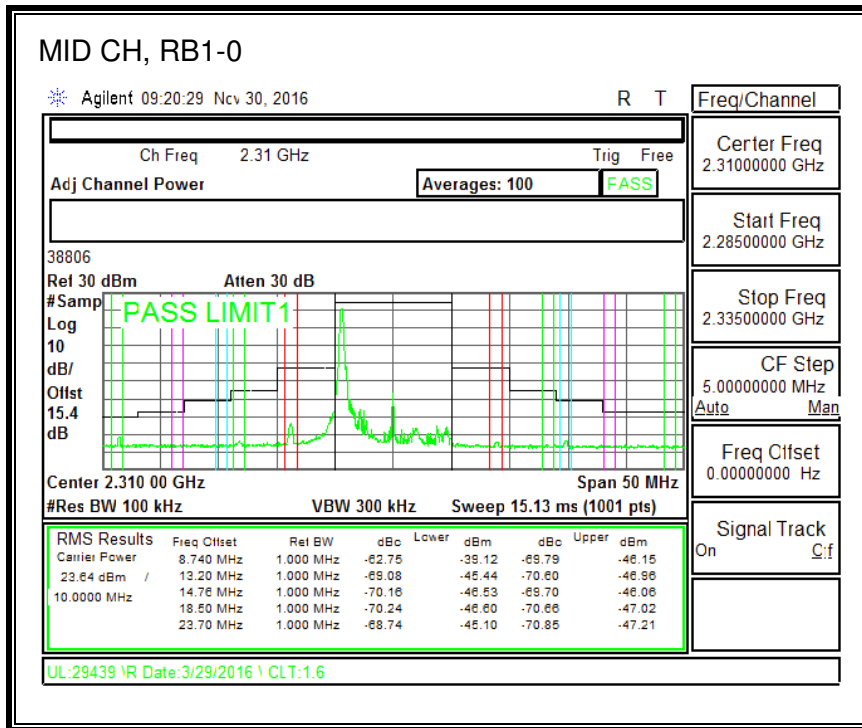 MID CH, RB1-0
Agilent 09:20:29 Nov 30, 2016 R T
Freq/Channel
Ch Freq 2.31 GHz Trig Free
Adj Channel Power Averages: 100 PASS
38806
Ref 30 dBm Atten 30 dB
#Samp
Log
10
dB/
Offst
15.4
dB
PASS LIMIT1
Center 2.310 00 GHz Span 50 MHz
#Res BW 100 kHz VBW 300 kHz Sweep 15.13 ms (1001 pts)
RMS Results Freq Offset Ref BW dBc Lower dBm dBc Upper dBm
Carrier Power 8.740 MHz 1.000 MHz -62.75 -39.12 -69.79 -46.15
23.64 dBm / 13.20 MHz 1.000 MHz -69.08 -45.44 -70.60 -46.96
10.0000 MHz 14.76 MHz 1.000 MHz -70.16 -46.53 -69.70 -46.06
18.50 MHz 1.000 MHz -70.24 -46.60 -70.66 -47.02
23.70 MHz 1.000 MHz -68.74 -45.10 -70.85 -47.21
UL:29439 \R Date:3/29/2016 \ CLT:1.6
Center Freq
2.31000000 GHz
Start Freq
2.28500000 GHz
Stop Freq
2.33500000 GHz
CF Step
5.00000000 MHz
Auto Man
Freq Offset
0.00000000 Hz
Signal Track
On Off